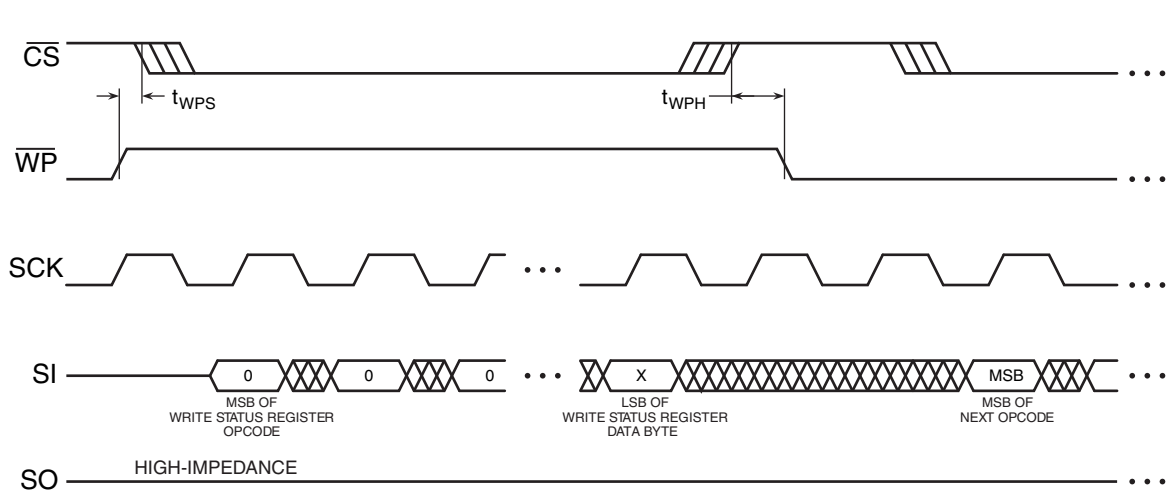 CS
tWPS
tWPH
WP
SCK
SI
0
0
0
X
MSB
MSB OF
WRITE STATUS REGISTER
OPCODE
LSB OF
WRITE STATUS REGISTER
DATA BYTE
MSB OF
NEXT OPCODE
HIGH-IMPEDANCE
SO